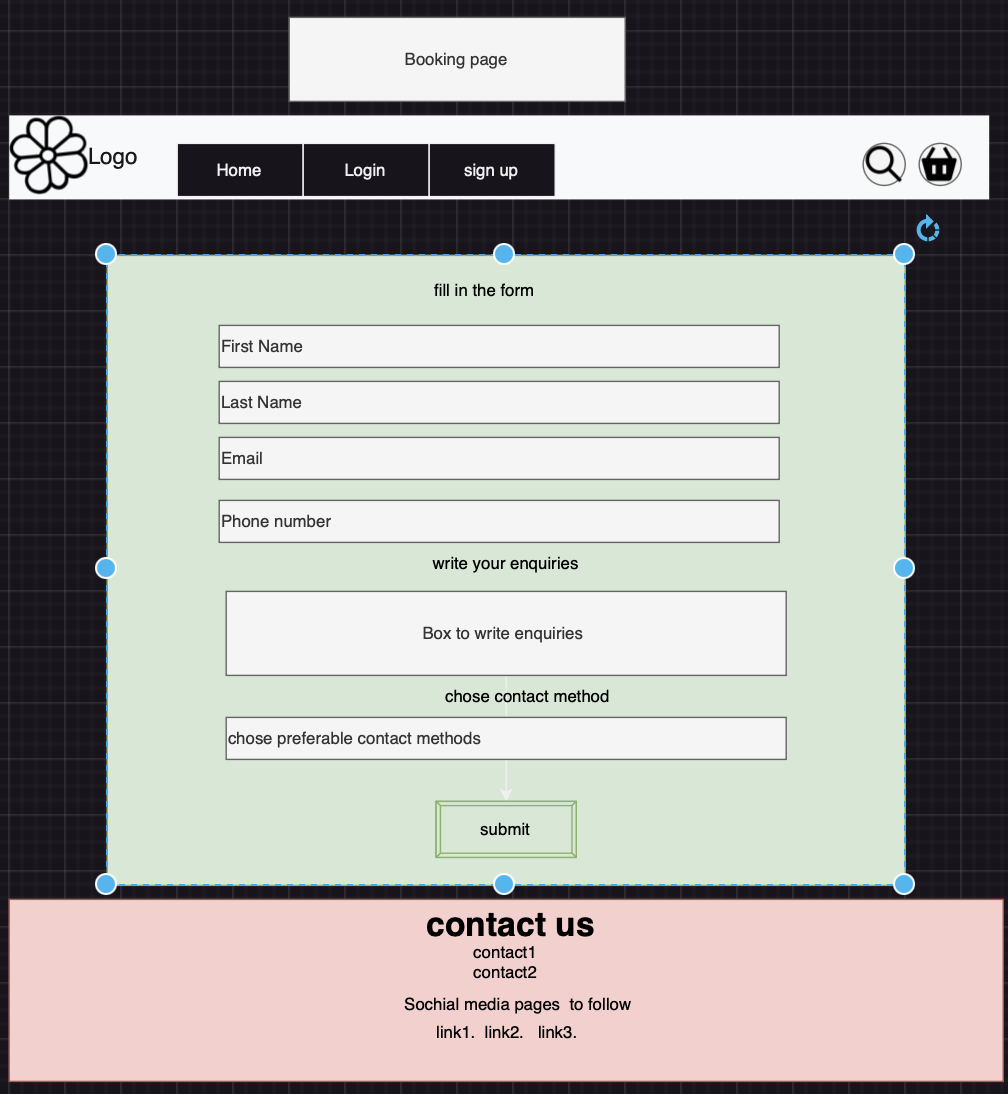 Booking page
Logo
Home Login sign up
fill in the form
First Name
Last Name
Email
Phone number
write your enquiries
Box to write enquiries
chose contact method
chose preferable contact methods
submit
contact us
contact1
contact2
Sochial media pages  to follow
link1.  link2.   link3.